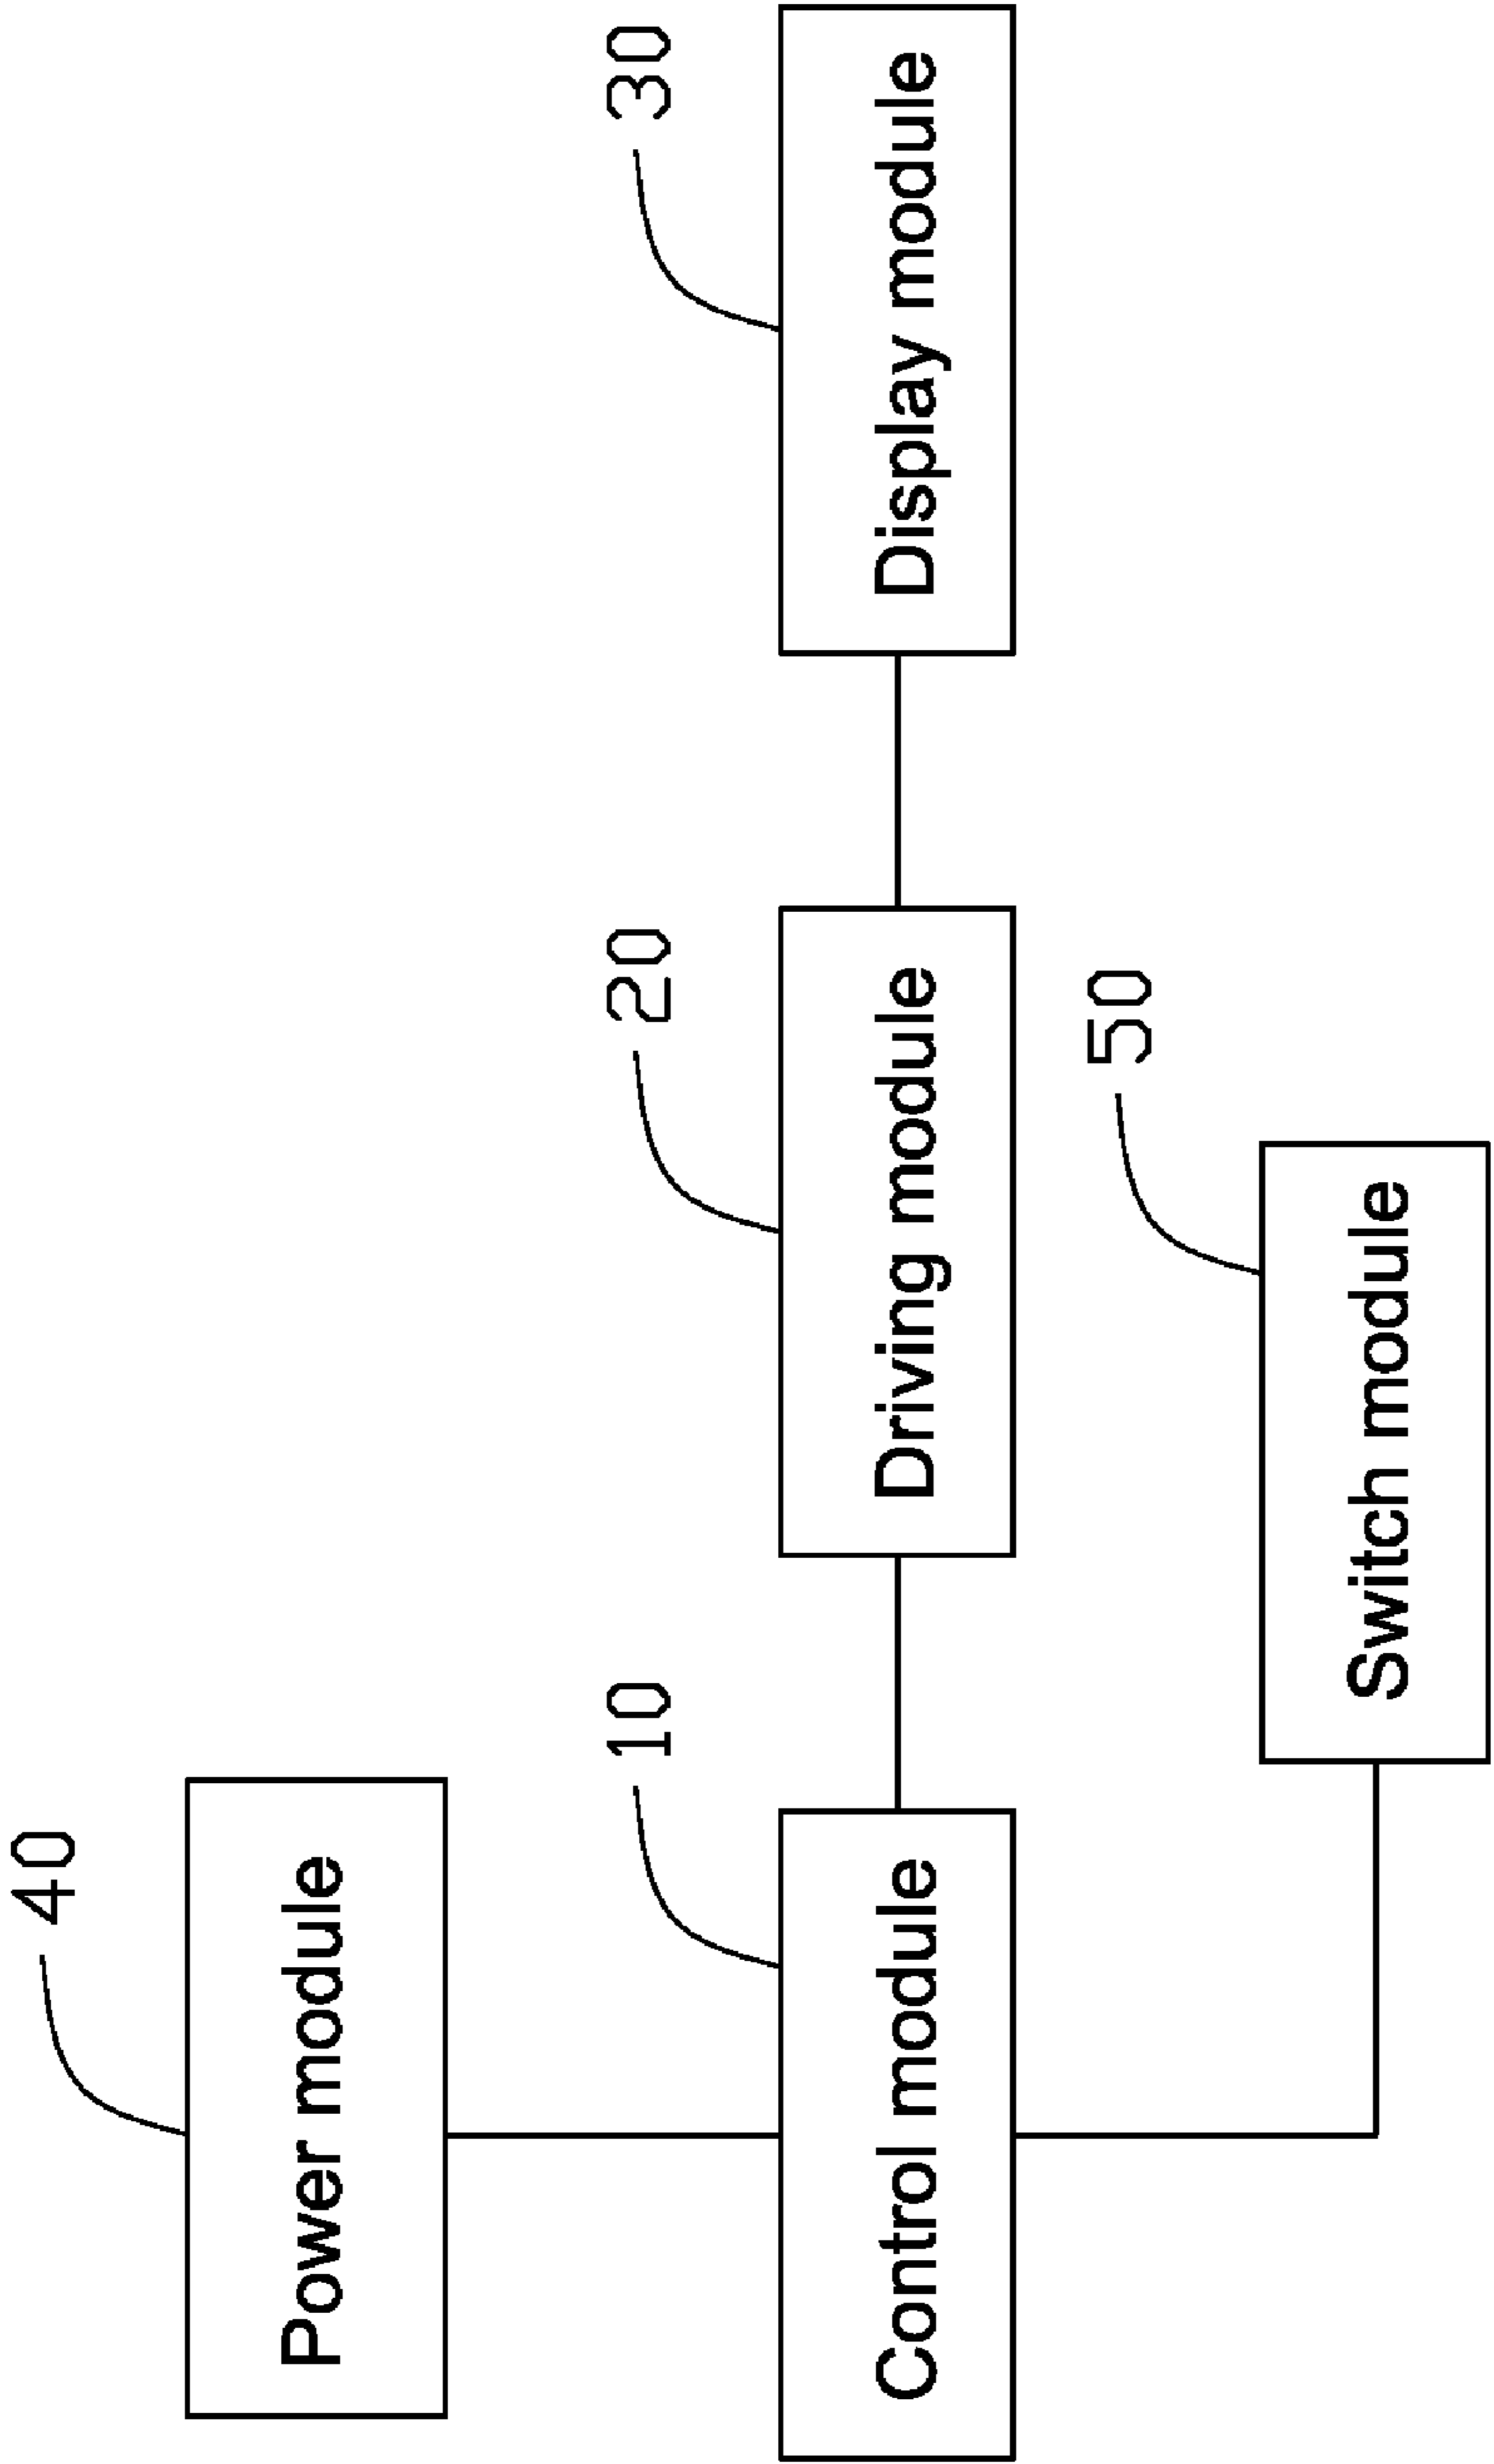 40
Power module
10
20
30
Control module
Driving module
Display module
50
Switch module